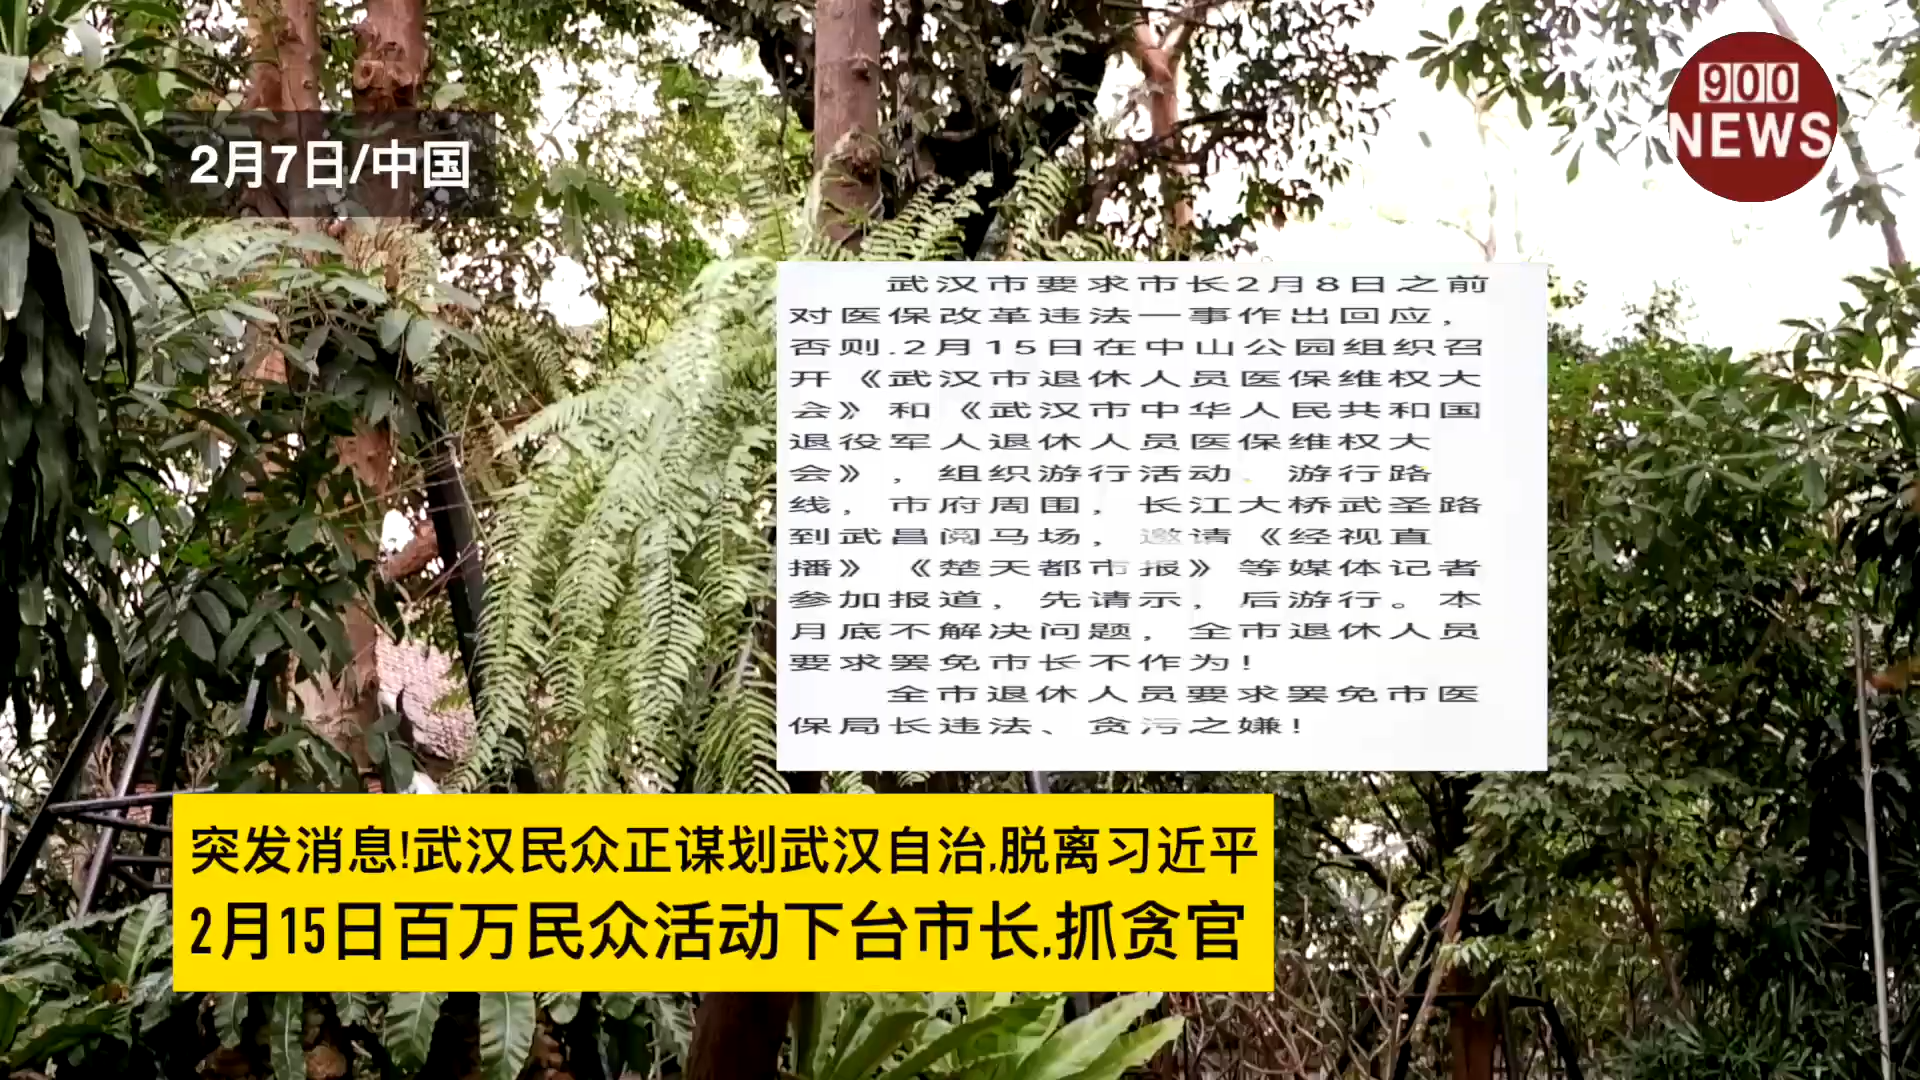 2月7日/中国
900
NEWS
武汉市要求市长2月8日之前
对医保改革违法一事作出回应，
否则.2月15日在中山公园组织召
开《武汉市退休人员医保维权大
会》和《武汉市中华人民共和国
退役军人退休人员医保维权大
会》，组织游行活动、游行路
线，市府周围，长江大桥武圣路
到武昌阅马场，邀请《经视直
播》《楚天都市报》等媒体记者
参加报道，先请示，后游行。本
月底不解决问题，全市退休人员
要求罢免市长不作为！
全市退休人员要求罢免市医
保局长违法、贪污之嫌！
突发消息!武汉民众正谋划武汉自治,脱离习近平
2月15日百万民众活动下台市长,抓贪官